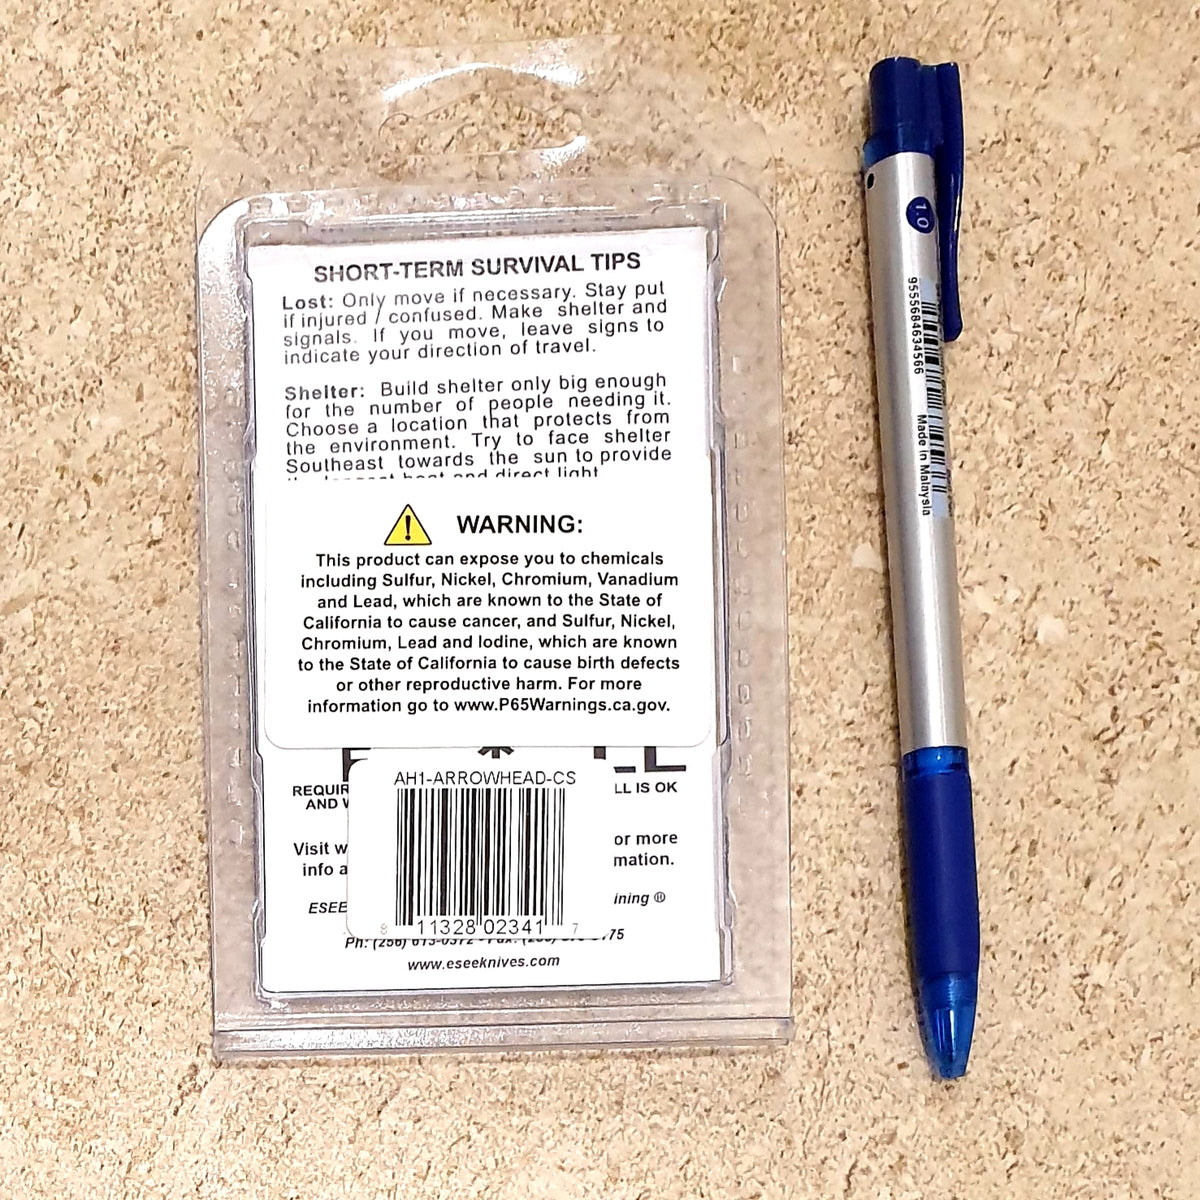 SHORT-TERM SURVIVAL TIPS
Lost: Only move if necessary. Stay put
if injured / confused. Make shelter and
signals. If you move, leave signs to
indicate your direction of travel.
Shelter: Build shelter only big enough
for the number of people needing it.
Choose a location that protects from
the environment. Try to face shelter
Southeast towards the sun to provide
heat and direct light
WARNING:
This product can expose you to chemicals
including Sulfur, Nickel, Chromium, Vanadium
and Lead, which are known to the State of
California to cause cancer, and Sulfur, Nickel,
Chromium, Lead and Iodine, which are known
to the State of California to cause birth defects
or other reproductive harm. For more
information go to www.P65Warnings.ca.gov.
AH1-ARROWHEAD-CS
REQUIR LL IS OK
AND
Visit w or more
info a mation.
ESEE ining ®
8 11328 02341 7
Ph:
www.eseeknives.com
1.0
9555684634566
Made in Malaysia